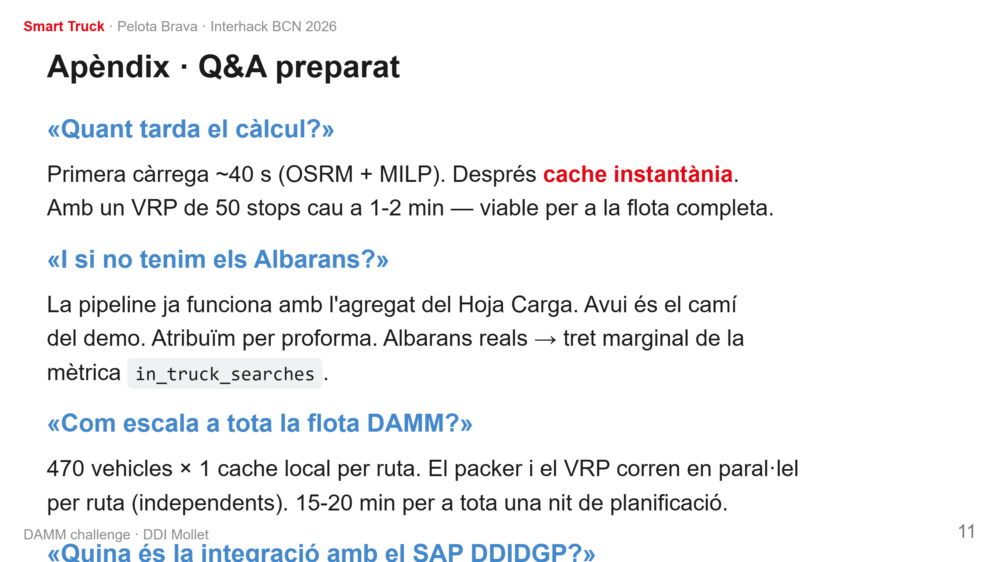 Smart Truck · Pelota Brava · Interhack BCN 2026
Apèndix · Q&A preparat
«Quant tarda el càlcul?»
Primera càrrega ~40 s (OSRM + MILP). Després cache instantània.
Amb un VRP de 50 stops cau a 1-2 min — viable per a la flota completa.
«I si no tenim els Albarans?»
La pipeline ja funciona amb l'agregat del Hoja Carga. Avui és el camí
del demo. Atribuïm per proforma. Albarans reals → tret marginal de la
mètrica in_truck_searches.
«Com escala a tota la flota DAMM?»
470 vehicles × 1 cache local per ruta. El packer i el VRP corren en paral·lel
per ruta (independents). 15-20 min per a tota una nit de planificació.
DAMM challenge · DDI Mollet
11
«Quina és la integració amb el SAP DDIDGP?»